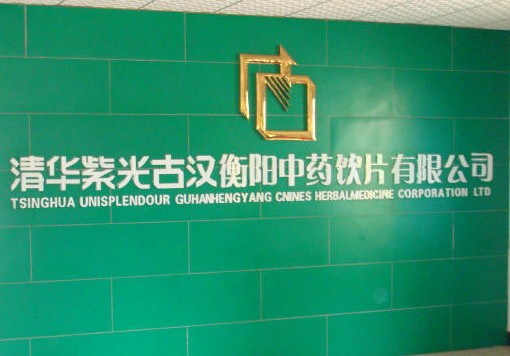 清华紫光古汉衡阳中药饮片有限公司
TSINGHUA UNISPLENDOUR GUHANHENGYANG CNINES HERBALMEDICINE CORPORATION LTD